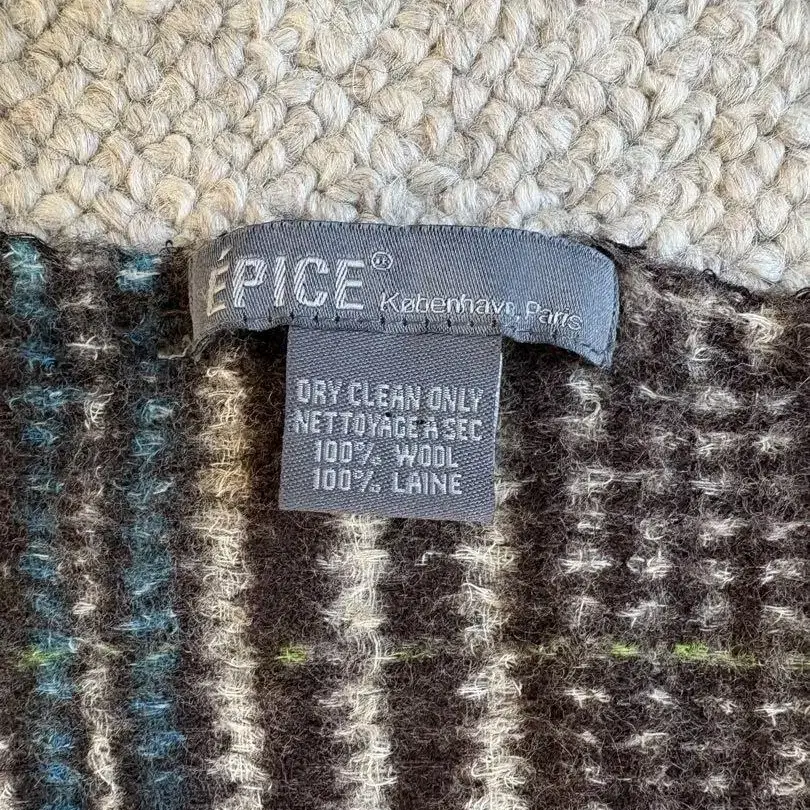 ÉPICE®
København, Paris
DRY CLEAN ONLY
NETTOYAGE A SEC
100% WOOL
100% LAINE